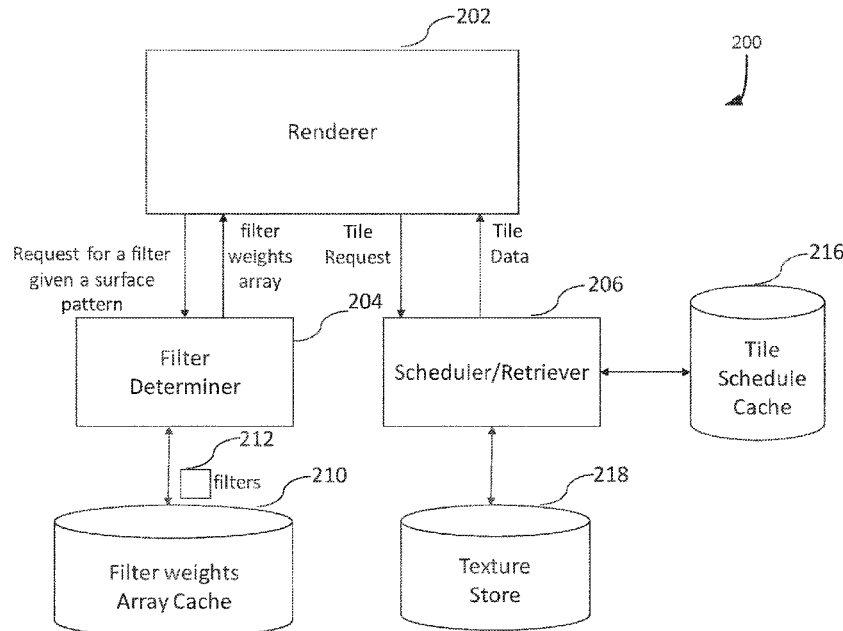 202
200
Renderer
Request for a filter
given a surface
pattern
filter
weights
array
Tile
Request
Tile
Data
204
206
216
Filter
Determiner
Scheduler/Retriever
Tile
Schedule
Cache
212
filters
210
218
Filter weights
Array Cache
Texture
Store